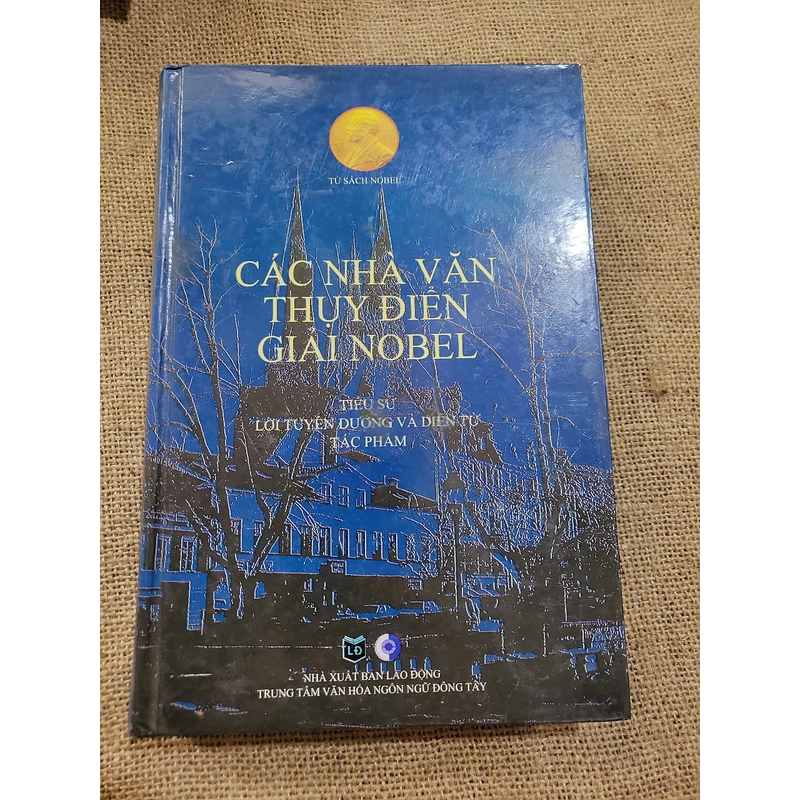 TỦ SÁCH NOBEL
CÁC NHÀ VĂN
THỤY ĐIỂN
GIẢI NOBEL
TIỂU SỬ
LỜI TUYÊN DƯƠNG VÀ DIỄN TỪ
TÁC PHẨM
LĐ
NHÀ XUẤT BẢN LAO ĐỘNG
TRUNG TÂM VĂN HÓA NGÔN NGỮ ĐÔNG TÂY